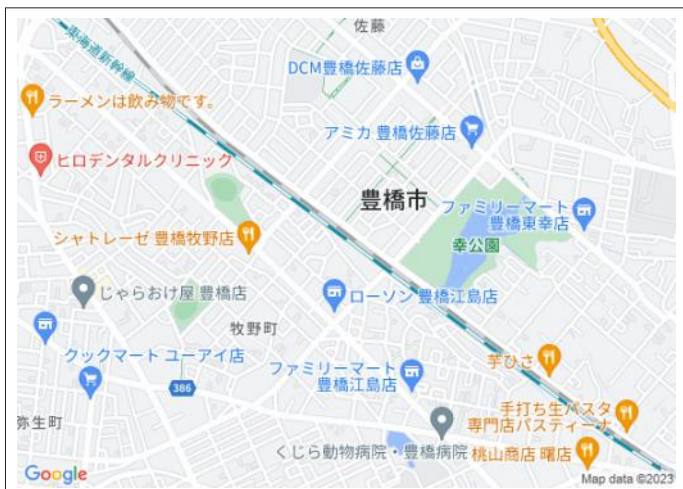 佐藤
東海道新幹線
DCM豊橋佐藤店
ラーメンは飲み物です。
アミカ 豊橋佐藤店
ヒロデンタルクリニック
豊橋市
ファミリーマート
豊橋東幸店
シャトレーゼ 豊橋牧野店
幸公園
じゃらおけ屋 豊橋店
ローソン 豊橋江島店
牧野町
クックマート ユーアイ店
ファミリーマート
豊橋江島店
芋ひさ
386
手打ち生パスタ
専門店パスティーナ
弥生町
くじら動物病院・豊橋病院
桃山商店 曙店
Google
Map data ©2023